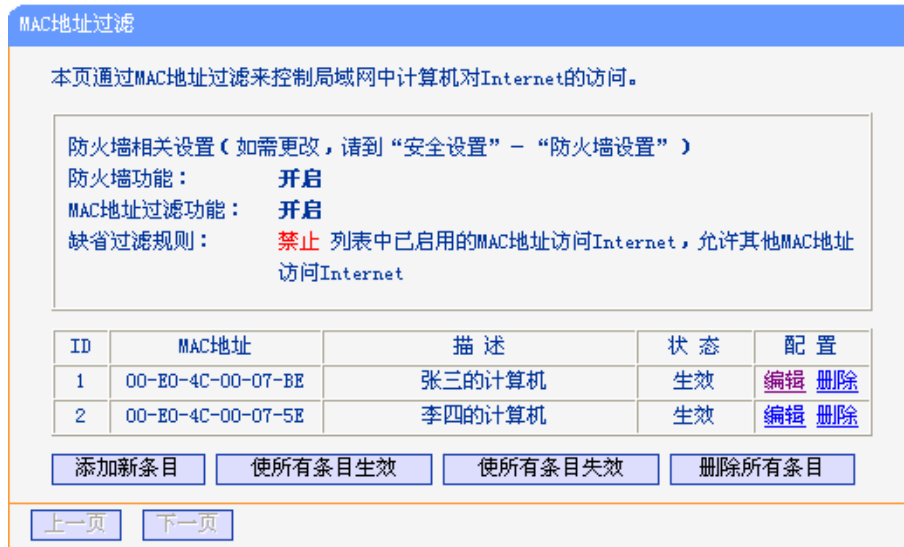 MAC地址过滤
本页通过MAC地址过滤来控制局域网中计算机对Internet的访问。
防火墙相关设置(如需更改,请到“安全设置”-“防火墙设置”)
防火墙功能: 开启
MAC地址过滤功能: 开启
缺省过滤规则: 禁止 列表中已启用的MAC地址访问Internet,允许其他MAC地址
访问Internet
ID MAC地址 描 述 状 态 配 置
1 00-E0-4C-00-07-BE 张三的计算机 生效 编辑 删除
2 00-E0-4C-00-07-5E 李四的计算机 生效 编辑 删除
添加新条目 使所有条目生效 使所有条目失效 删除所有条目
上一页 下一页